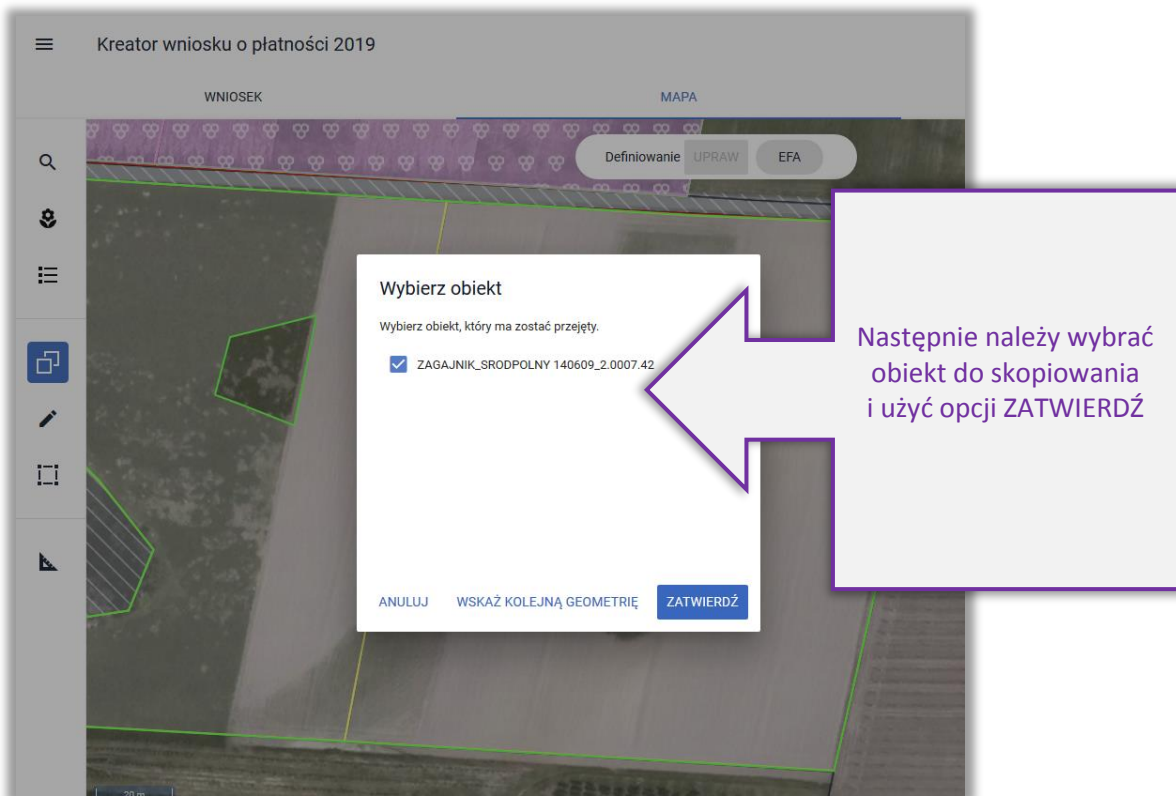 Kreator wniosku o płatności 2019
WNIOSEK
MAPA
Definiowanie UPRAW EFA
Wybierz obiekt
Wybierz obiekt, który ma zostać przejęty.
ZAGAJNIK_SRODPOLNY 140609_2.0007.42
ANULUJ WSKAŻ KOLEJNĄ GEOMETRIĘ ZATWIERDŹ
Następnie należy wybrać
obiekt do skopiowania
i użyć opcji ZATWIERDŹ
20 m